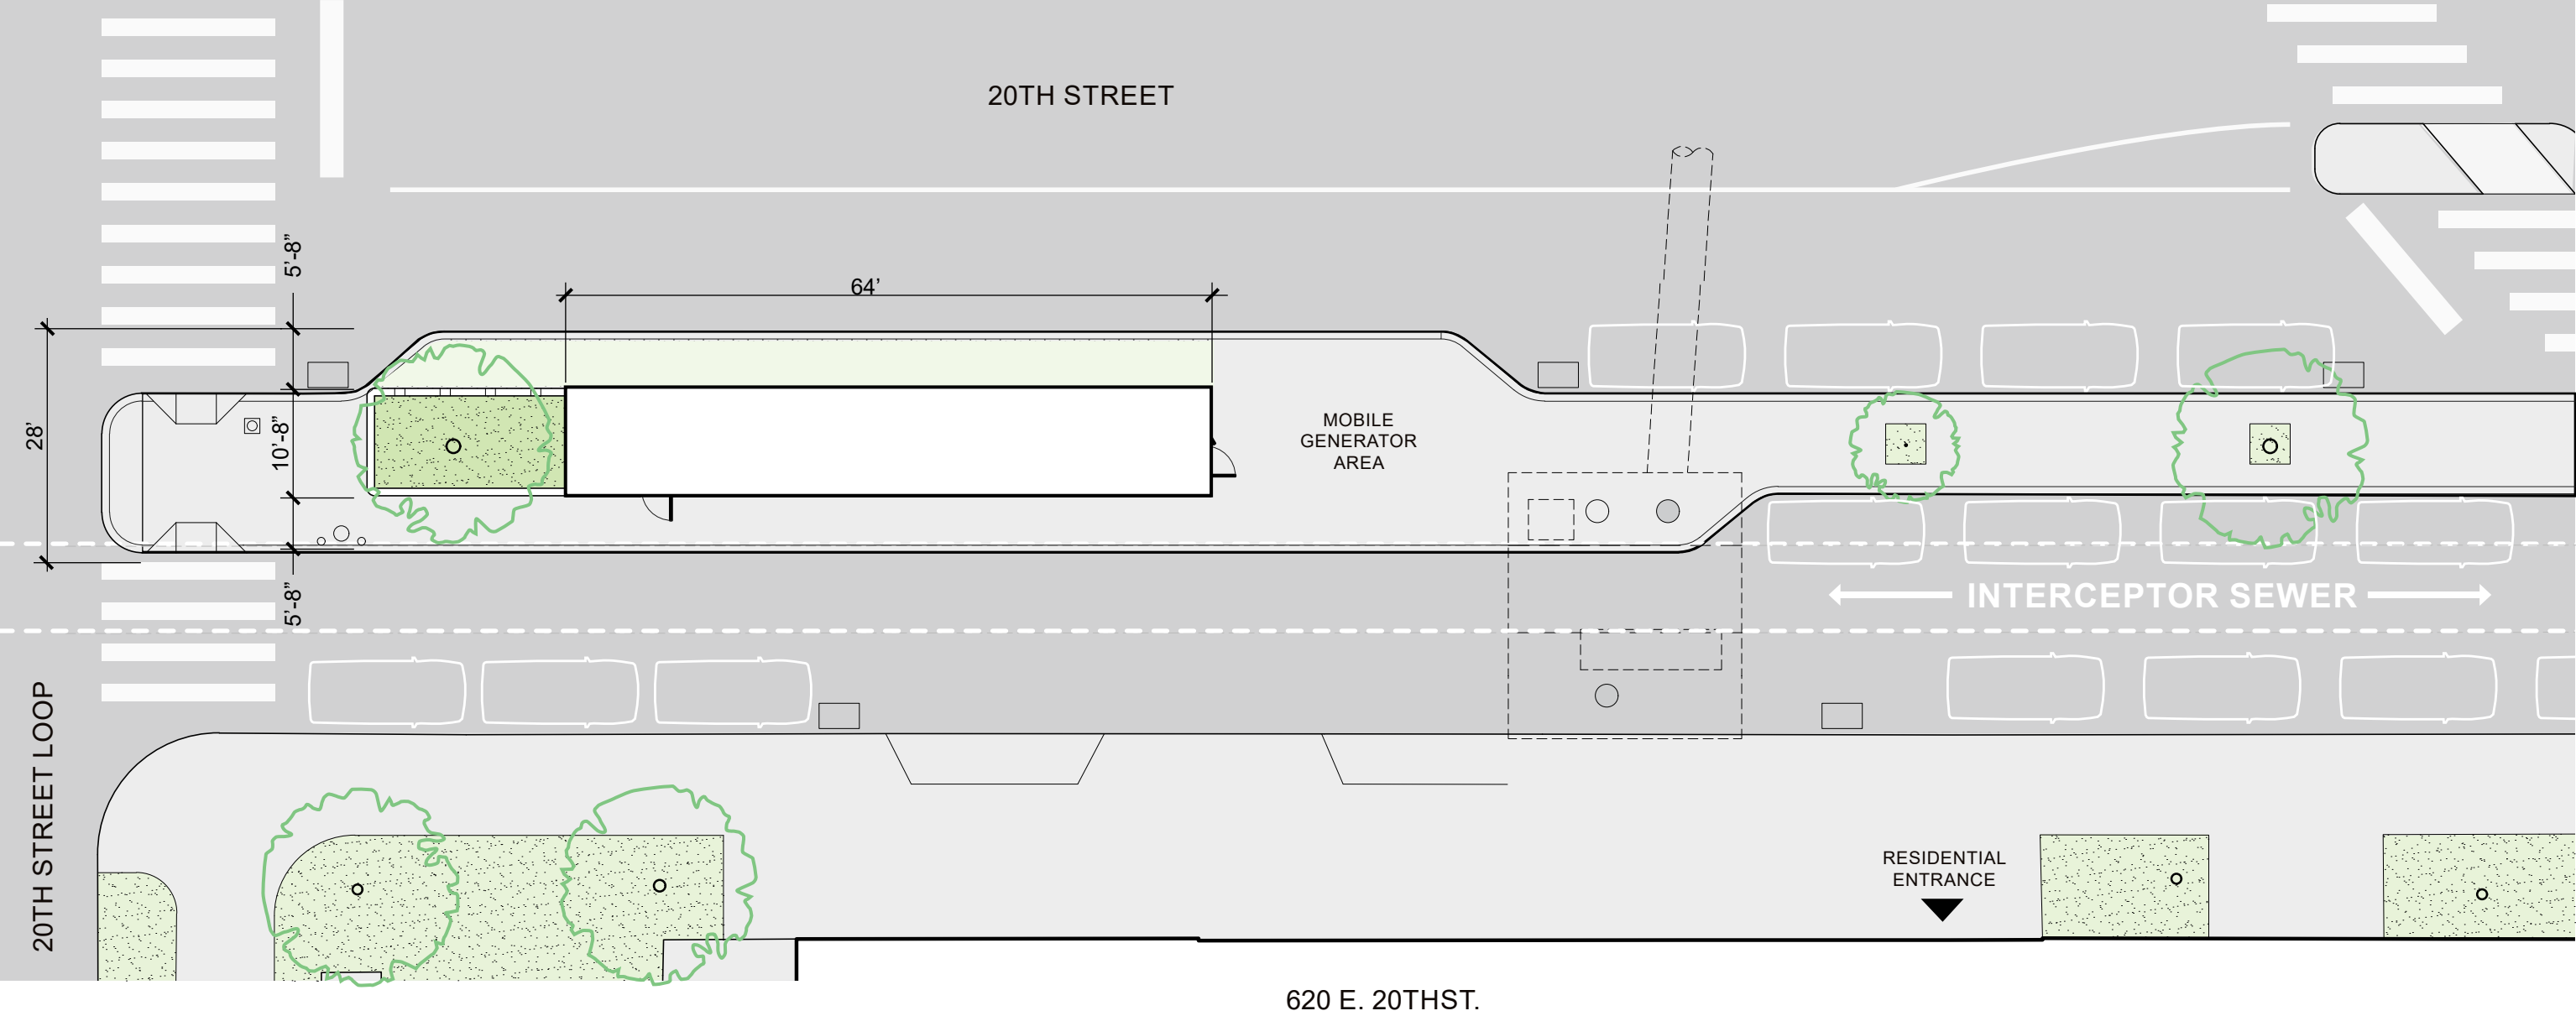 20TH STREET
5'-8”
64’
28'
10'-8”
MOBILE
GENERATOR
AREA
5'-8”
INTERCEPTOR SEWER
20TH STREET LOOP
RESIDENTIAL
ENTRANCE
620 E. 20THST.